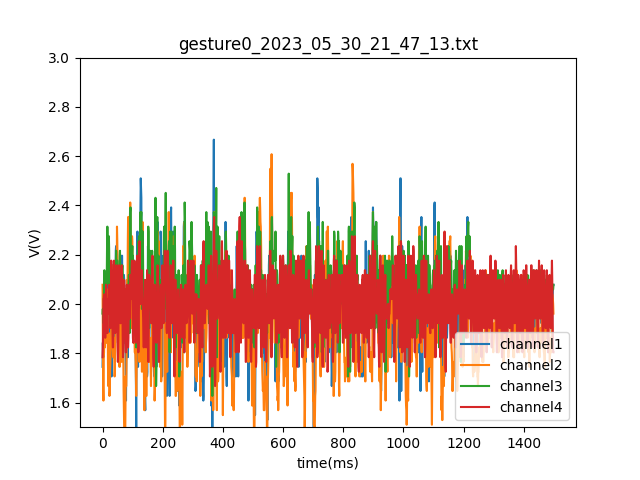 gesture0_2023_05_30_21_47_13.txt
3.0
2.8
2.6
2.4
2.2
2.0
1.8
1.6
V(V)
0 200 400 600 800 1000 1200 1400
time(ms)
channel1
channel2
channel3
channel4